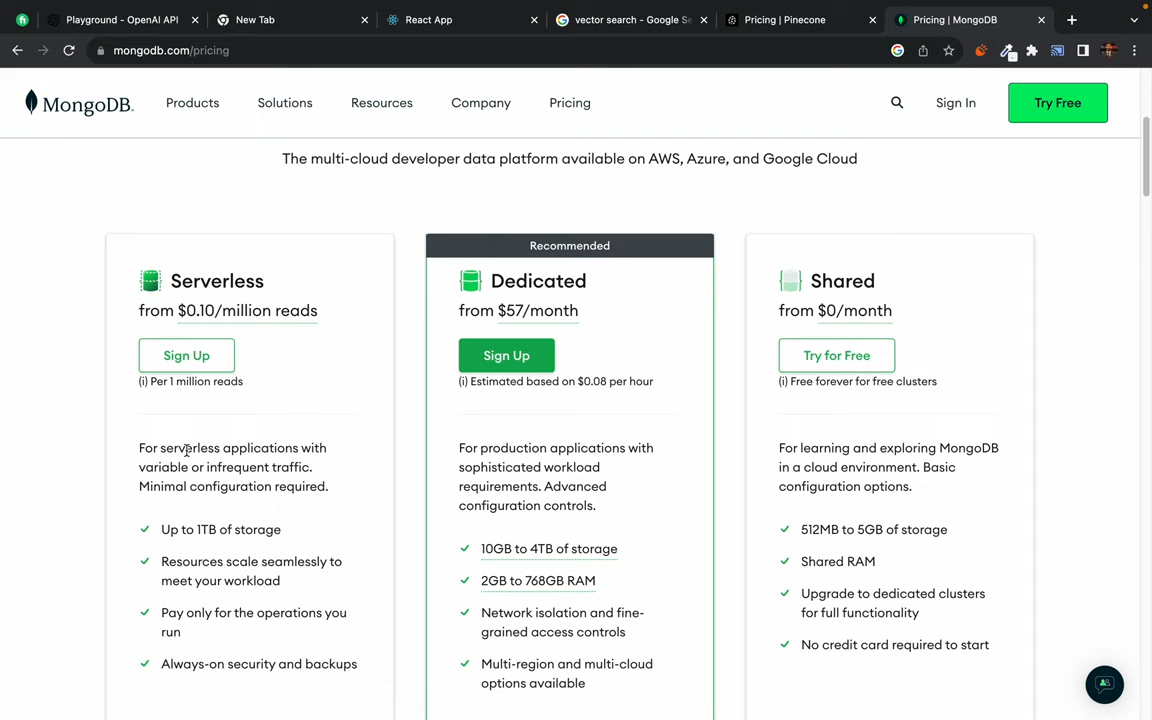 Playground - OpenAI API
New Tab
React App
vector search - Google Se
Pricing | Pinecone
Pricing | MongoDB
mongodb.com/pricing
MongoDB.
Products
Solutions
Resources
Company
Pricing
Sign In
Try Free
The multi-cloud developer data platform available on AWS, Azure, and Google Cloud
Serverless
from $0.10/million reads
Sign Up
(i) Per 1 million reads
For serverless applications with
variable or infrequent traffic.
Minimal configuration required.
Up to 1TB of storage
Resources scale seamlessly to
meet your workload
Pay only for the operations you
run
Always-on security and backups
Recommended
Dedicated
from $57/month
Sign Up
(i) Estimated based on $0.08 per hour
For production applications with
sophisticated workload
requirements. Advanced
configuration controls.
10GB to 4TB of storage
2GB to 768GB RAM
Network isolation and fine-
grained access controls
Multi-region and multi-cloud
options available
Shared
from $0/month
Try for Free
(i) Free forever for free clusters
For learning and exploring MongoDB
in a cloud environment. Basic
configuration options.
512MB to 5GB of storage
Shared RAM
Upgrade to dedicated clusters
for full functionality
No credit card required to start